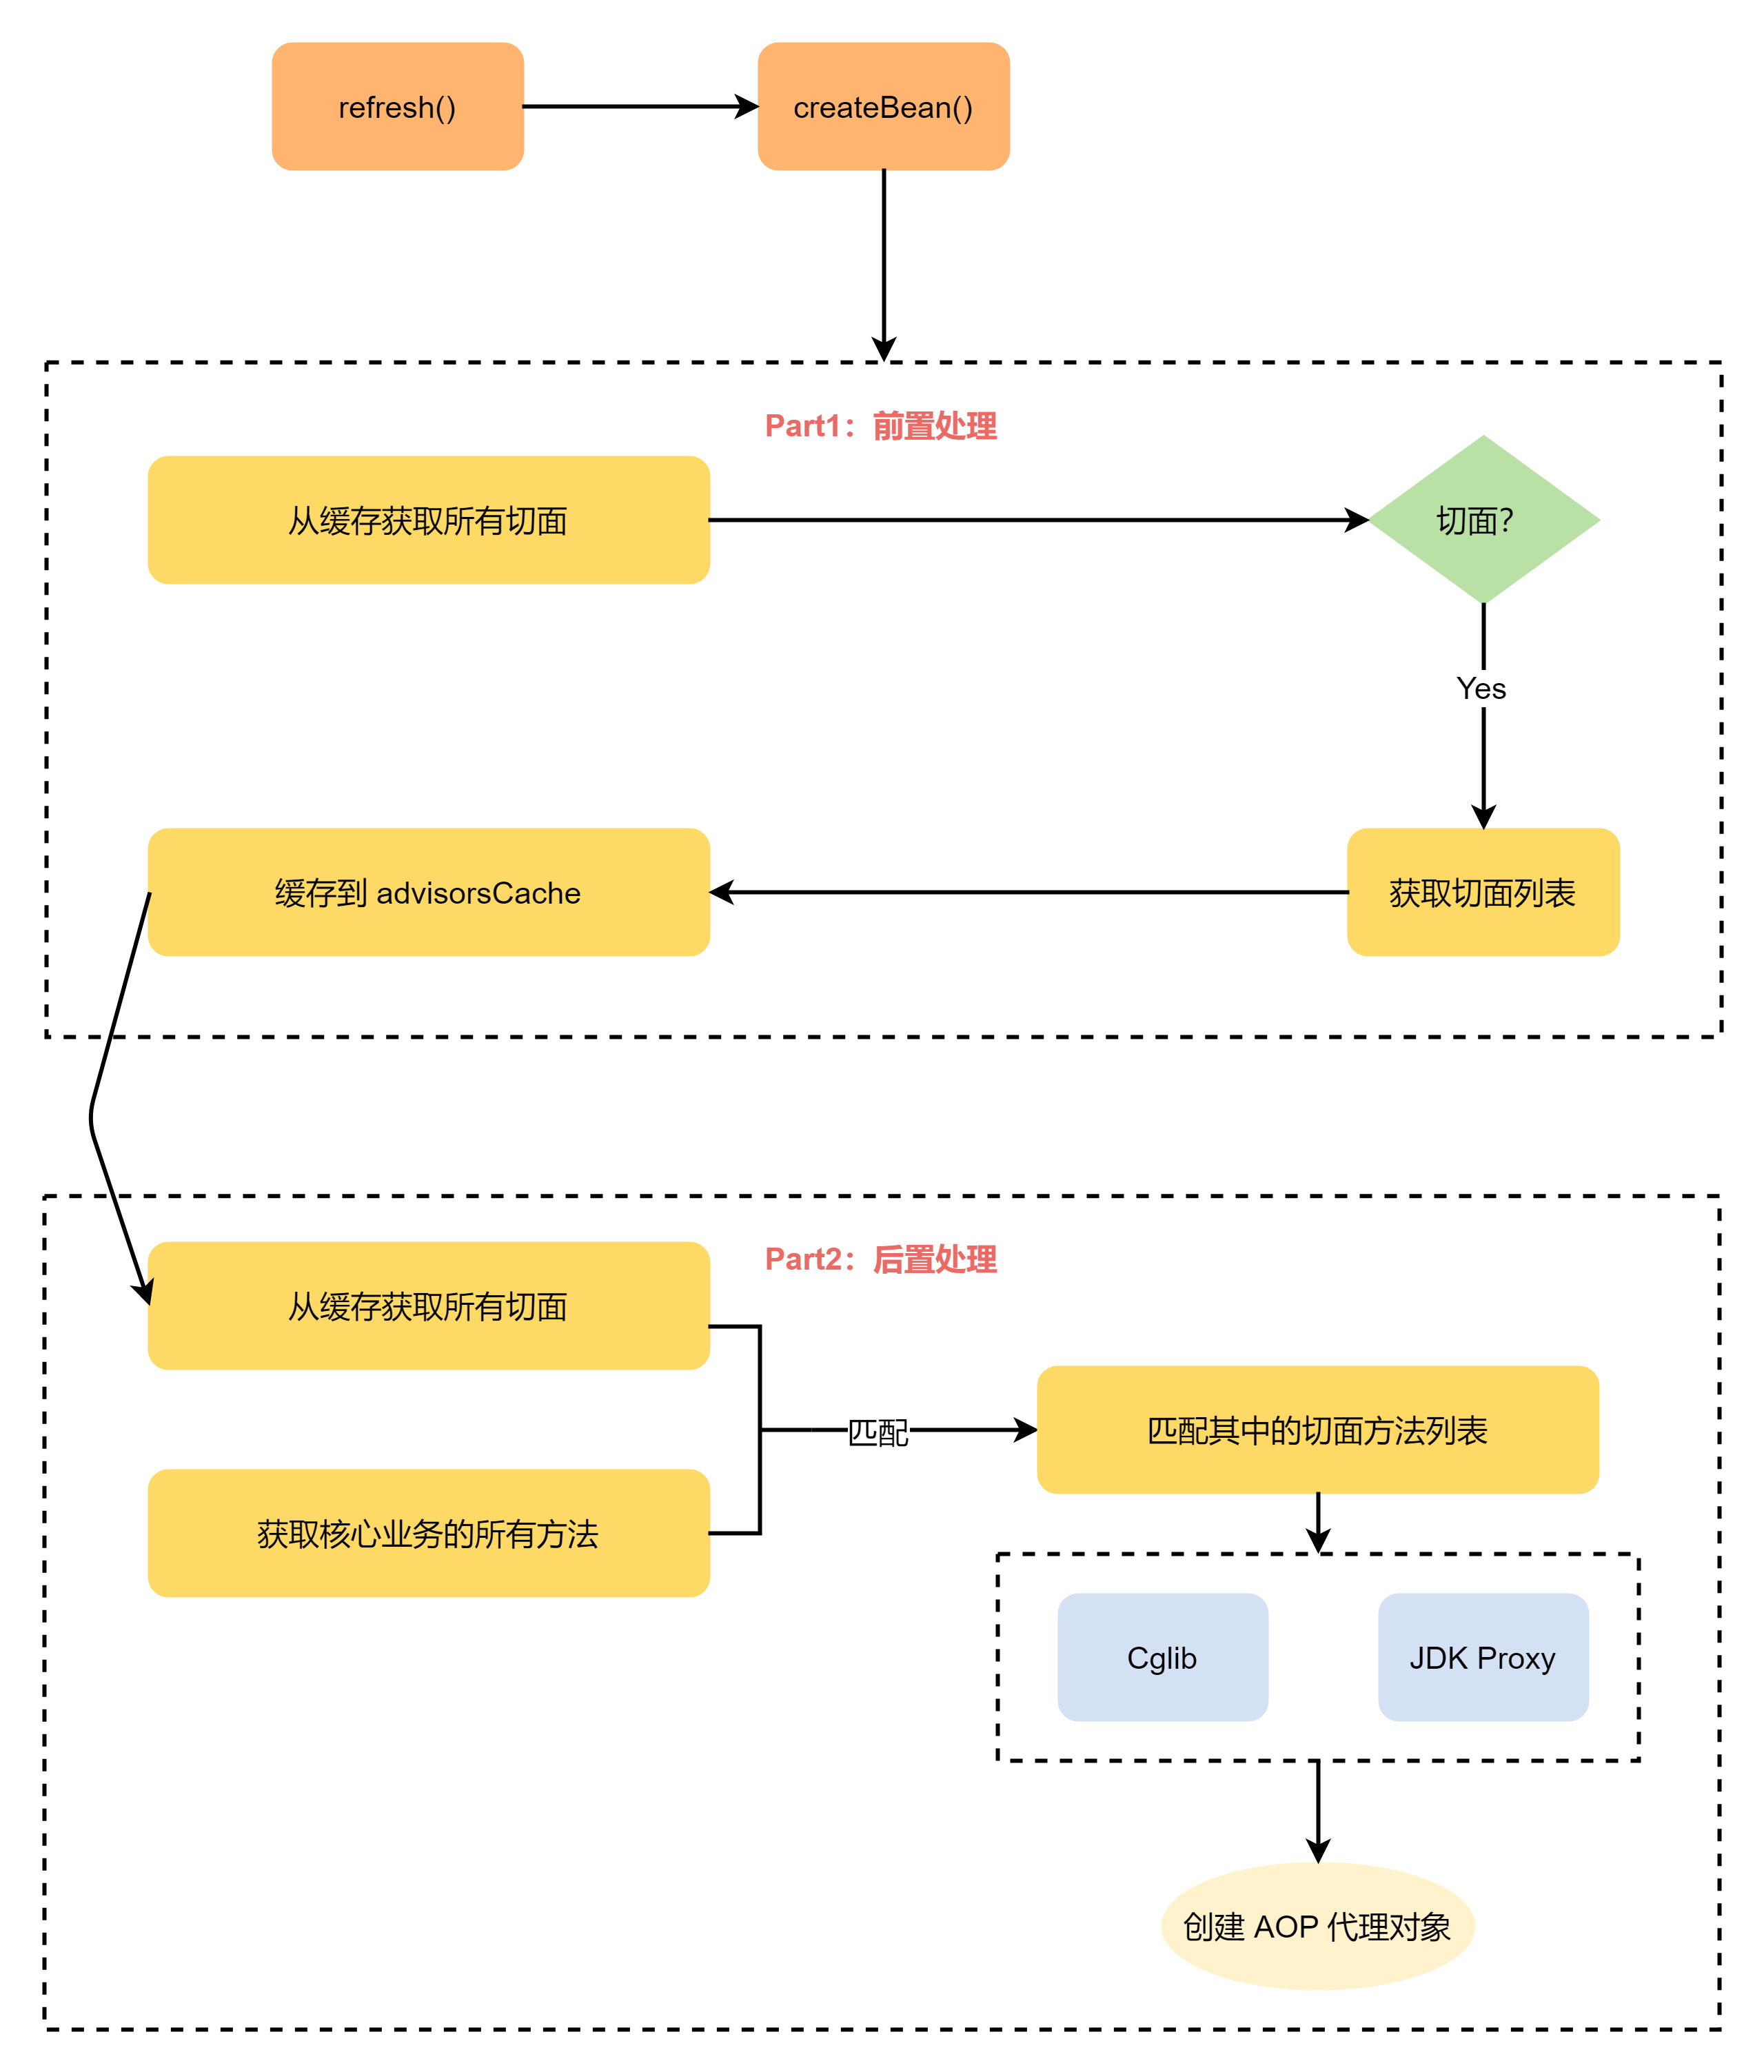 refresh()
createBean()
Part1：前置处理
从缓存获取所有切面
切面？
Yes
缓存到 advisorsCache
获取切面列表
Part2：后置处理
从缓存获取所有切面
匹配
匹配其中的切面方法列表
获取核心业务的所有方法
Cglib
JDK Proxy
创建 AOP 代理对象